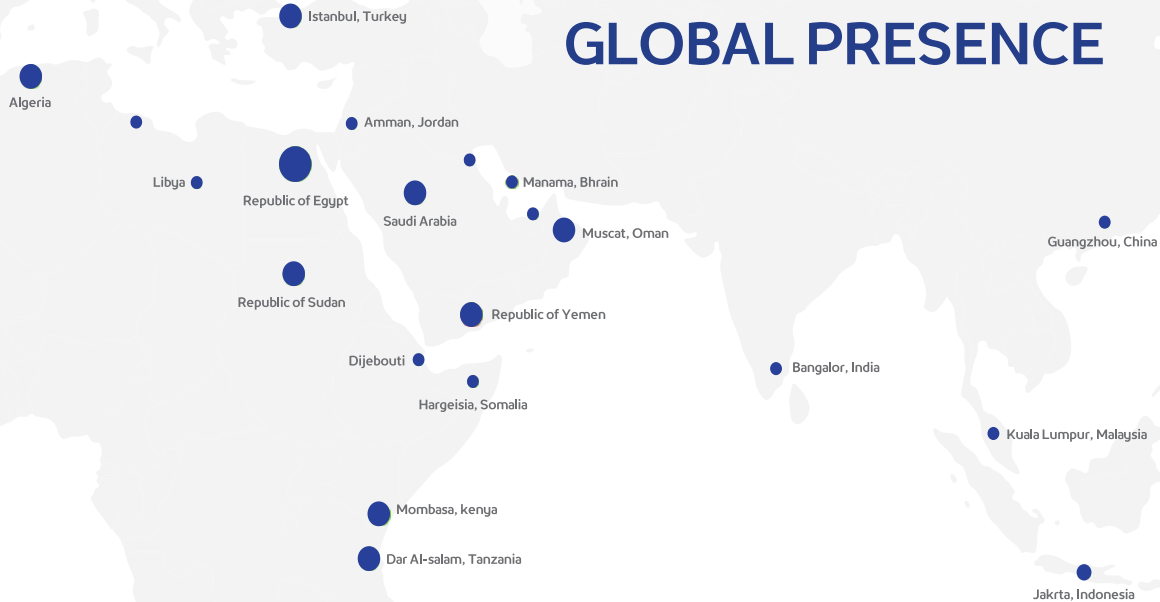 GLOBAL PRESENCE
Istanbul, Turkey
Algeria
Amman, Jordan
Libya
Manama, Bhrain
Republic of Egypt
Saudi Arabia
Muscat, Oman
Guangzhou, China
Republic of Sudan
Republic of Yemen
Dijebouti
Bangalor, India
Hargeisia, Somalia
Kuala Lumpur, Malaysia
Mombasa, kenya
Dar Al-salam, Tanzania
Jakrta, Indonesia